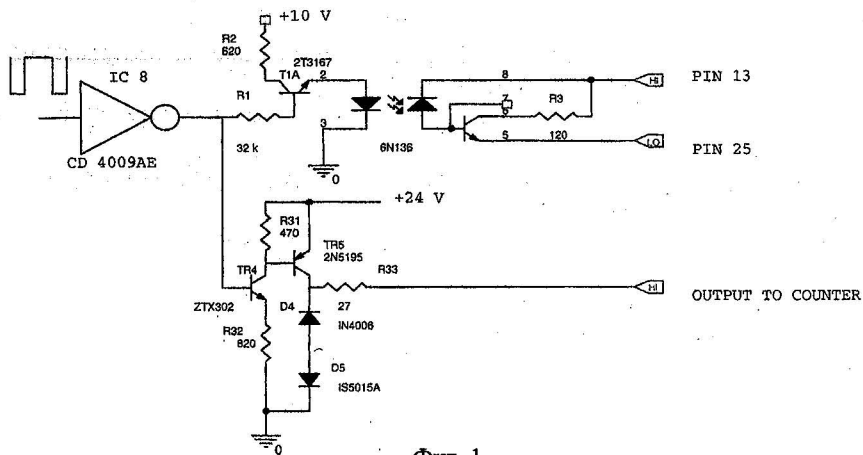 +10 V
R2
620
2T3167
T1A
IC 8
R1
32 k
CD 4009AE
2
3
0
6N136
8
7
6
5
R3
120
HI
PIN 13
LO
PIN 25
+24 V
R31
470
TR5
2N5195
TR4
ZTX302
R33
27
HI
OUTPUT TO COUNTER
D4
IN4006
R32
820
D5
IS5015A
0
Фиг.1